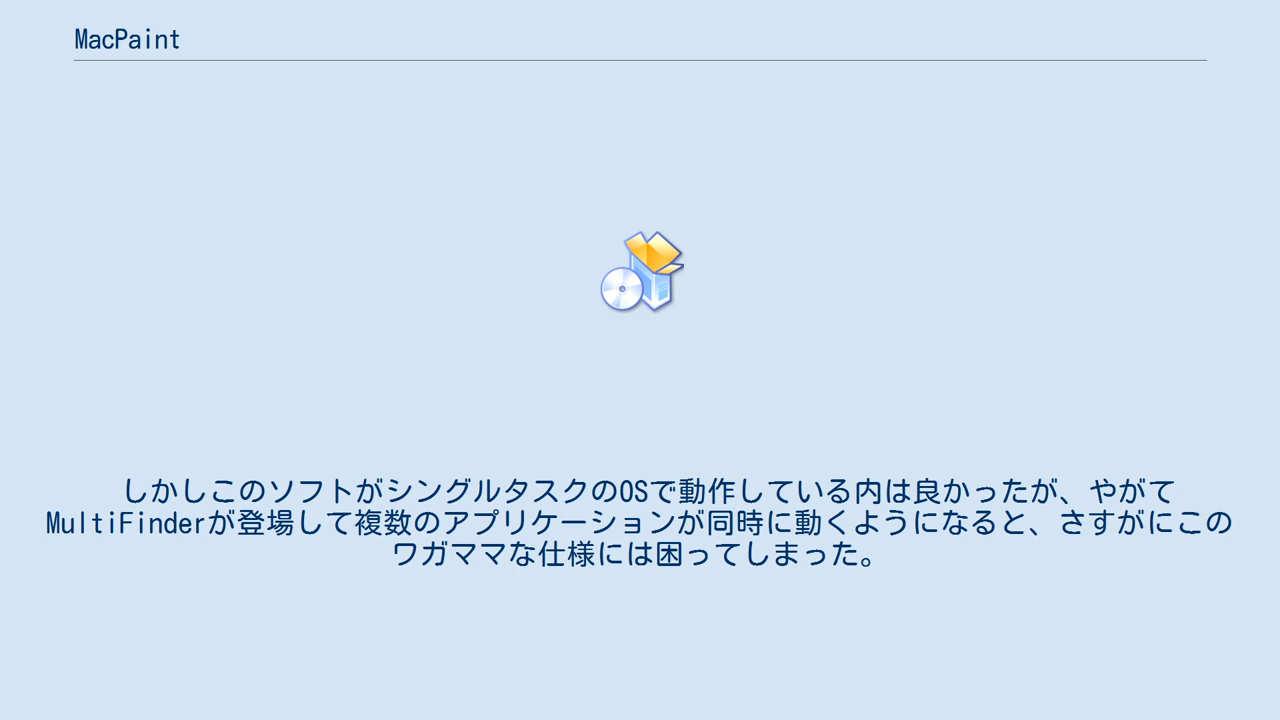 MacPaint
しかしこのソフトがシングルタスクのOSで動作している内は良かったが、やがて
MultiFinderが登場して複数のアプリケーションが同時に動くようになると、さすがにこの
ワガママな仕様には困ってしまった。